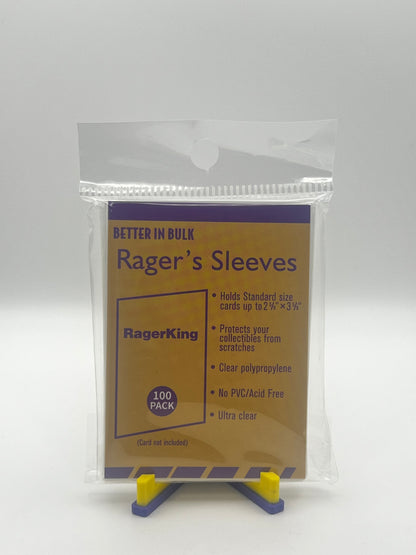 BETTER IN BULK
Rager's Sleeves
RagerKing
100
PACK
(Card not included)
• Holds Standard size
cards up to 2⅝" × 3⅝"
• Protects your
collectibles from
scratches
• Clear polypropylene
• No PVC/Acid Free
• Ultra clear